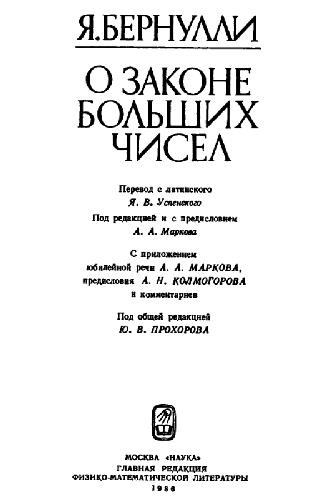 Я.БЕРНУЛЛИ
О ЗАКОНЕ
БОЛЬШИХ
ЧИСЕЛ
Перевод с латинского
Я. В. Успенского
Под редакцией и с предисловием
А. А. Маркова
С приложением
юбилейной речи А. А. МАРКОВА,
предисловия А. Н. КОЛМОГОРОВА
и комментариев
Под общей редакцией
Ю. В. ПРОХОРОВА
МОСКВА «НАУКА»
ГЛАВНАЯ РЕДАКЦИЯ
ФИЗИКО-МАТЕМАТИЧЕСКОЙ ЛИТЕРАТУРЫ
1986